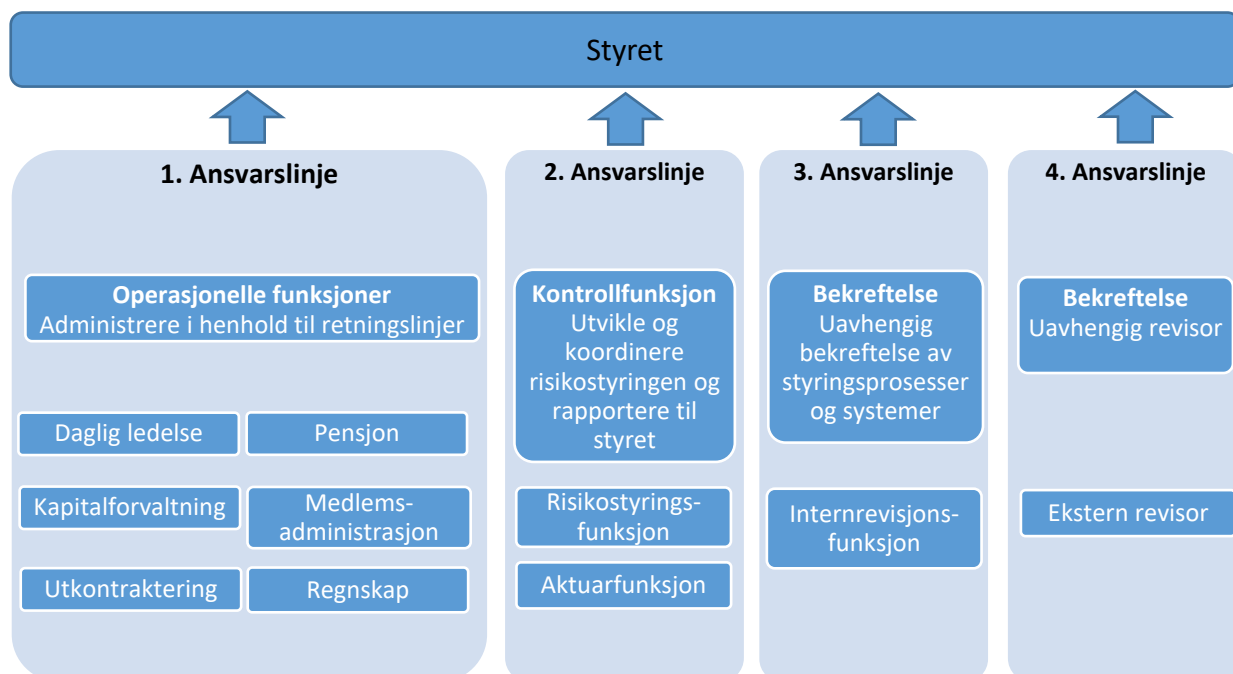 Styret
1. Ansvarslinje
Operasjonelle funksjoner
Administrere i henhold til retningslinjer
Daglig ledelse
Pensjon
Kapitalforvaltning
Medlems-
administrasjon
Utkontraktering
Regnskap
2. Ansvarslinje
Kontrollfunksjon
Utvikle og
koordinere
risikostyringen og
rapportere til
styret
Risikostyrings-
funksjon
Aktuarfunksjon
3. Ansvarslinje
Bekreftelse
Uavhengig
bekreftelse av
styringsprosesser
og systemer
Internrevisjons-
funksjon
4. Ansvarslinje
Bekreftelse
Uavhengig revisor
Ekstern revisor